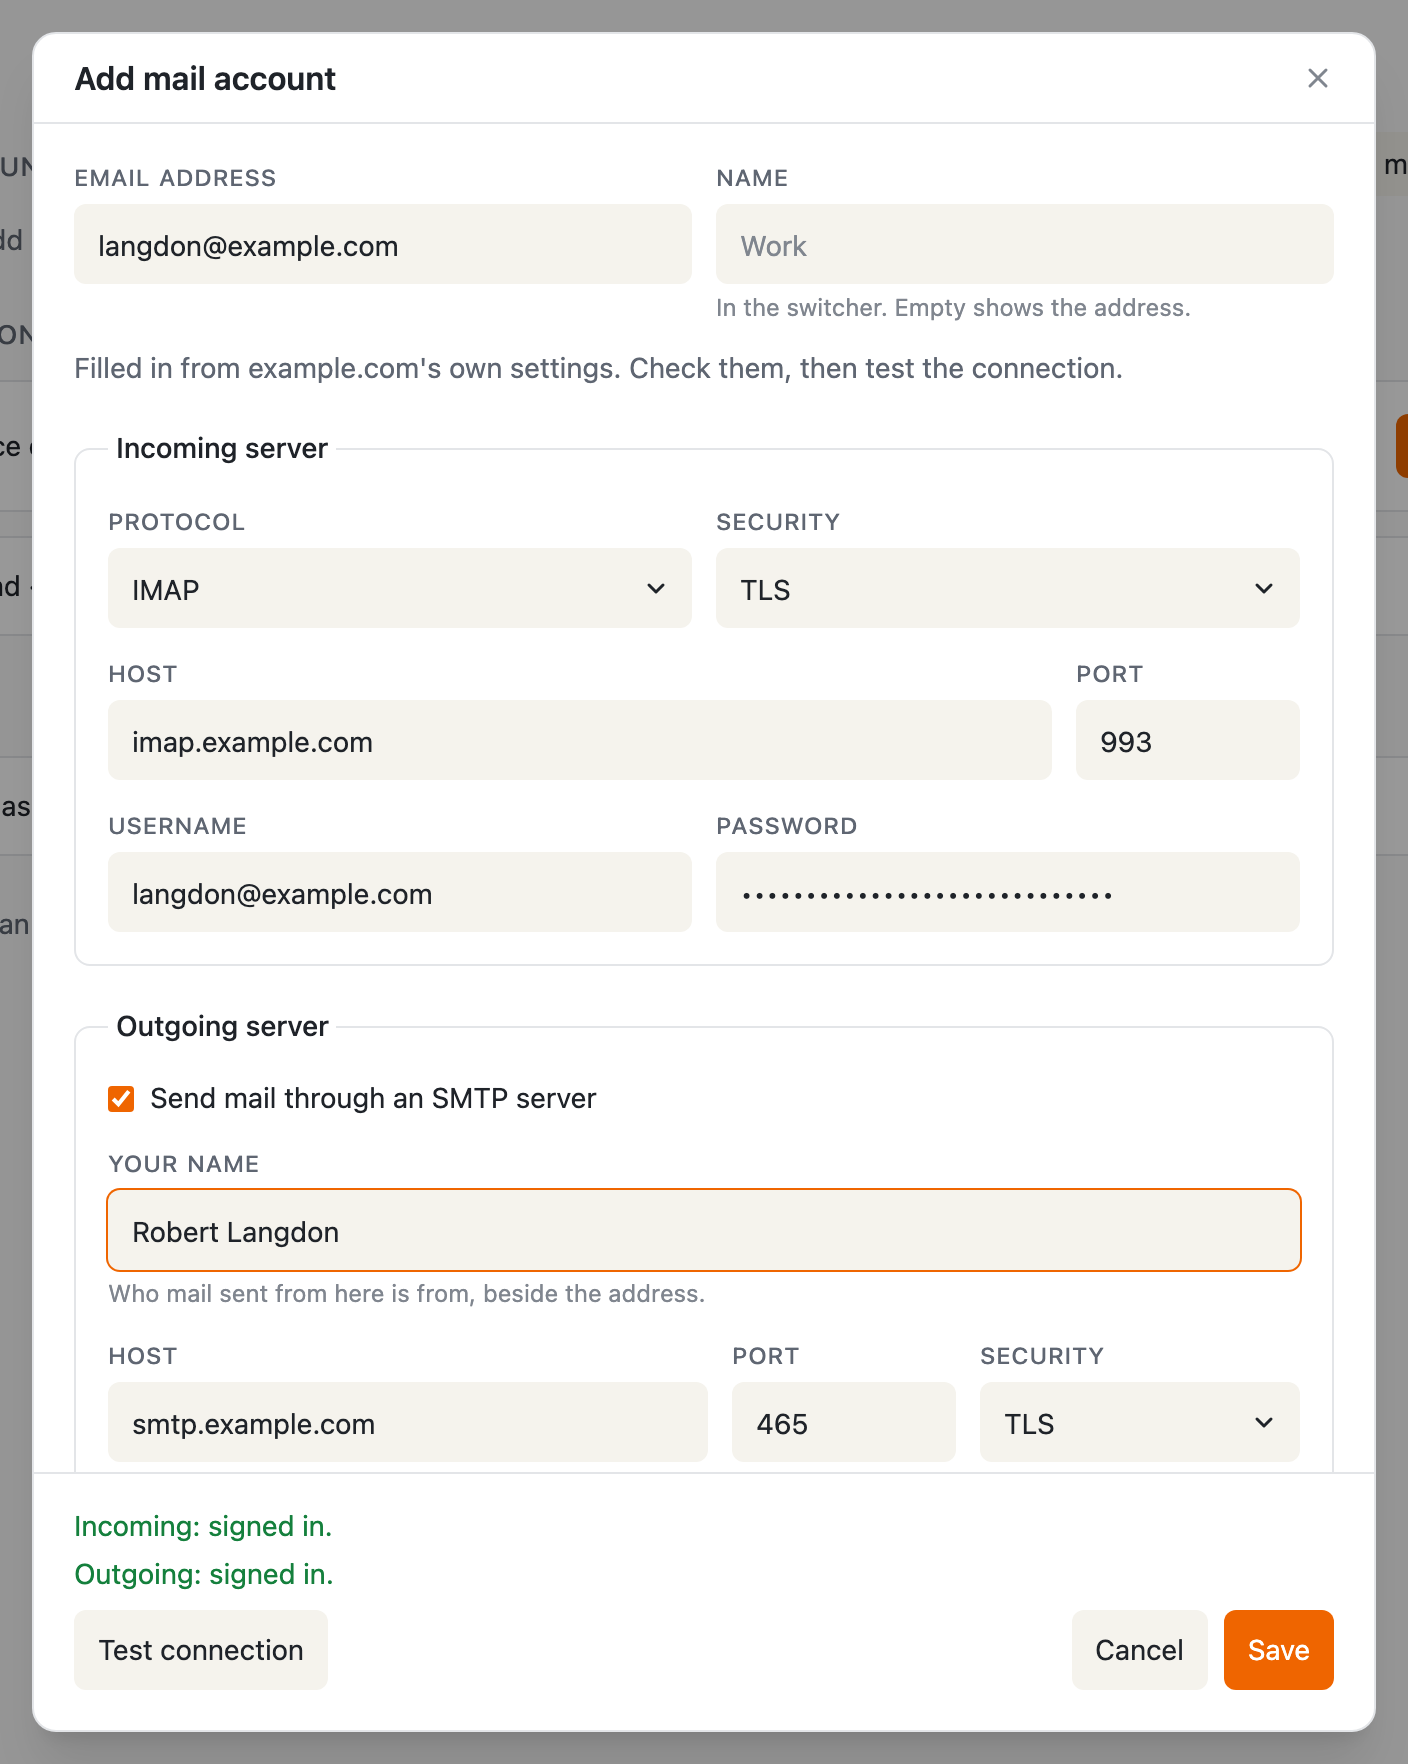 Add mail account
EMAIL ADDRESS
NAME
langdon@example.com
Work
In the switcher. Empty shows the address.
Filled in from example.com's own settings. Check them, then test the connection.
Incoming server
PROTOCOL
SECURITY
IMAP
TLS
HOST
PORT
imap.example.com
993
USERNAME
PASSWORD
langdon@example.com
•••••••••••••••••••••••••••••
Outgoing server
Send mail through an SMTP server
YOUR NAME
Robert Langdon
Who mail sent from here is from, beside the address.
HOST
PORT
SECURITY
smtp.example.com
465
TLS
Incoming: signed in.
Outgoing: signed in.
Test connection
Cancel
Save